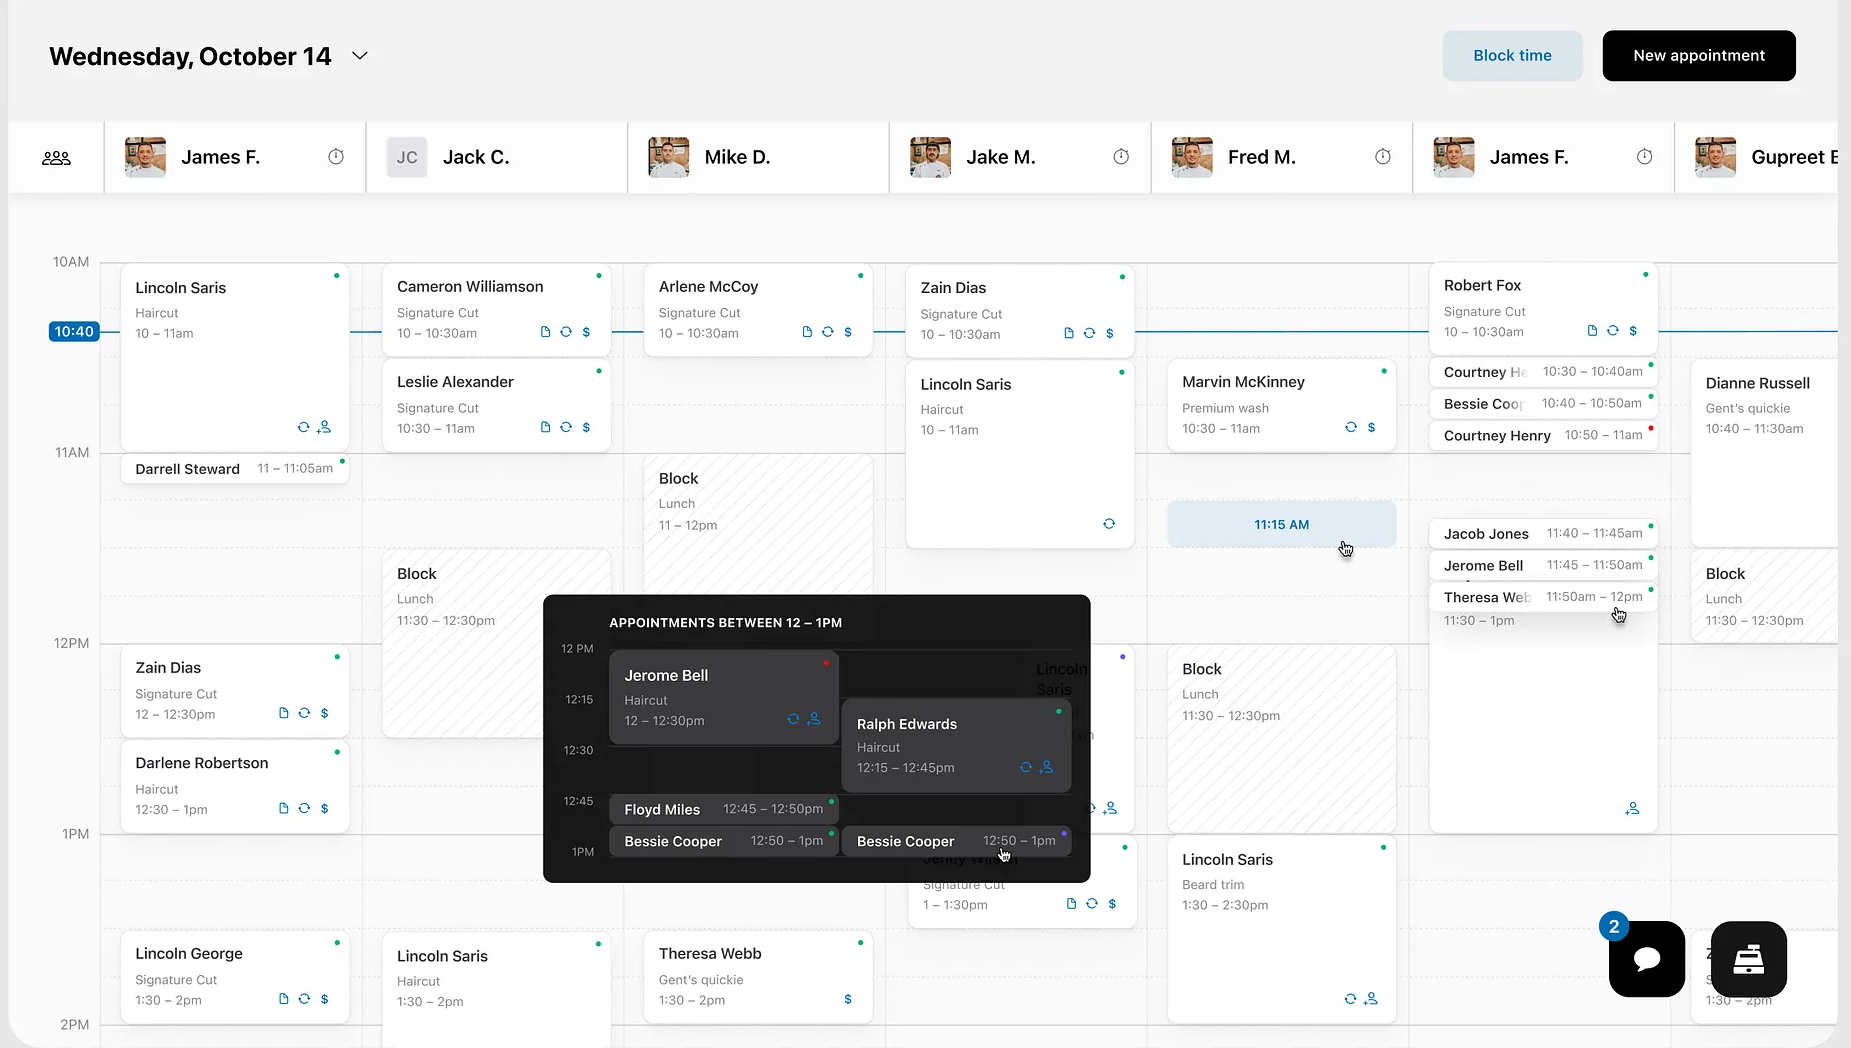 Wednesday, October 14
Block time
New appointment
James F.
JC
Jack C.
Mike D.
Jake M.
Fred M.
James F.
Gupreet
10AM
10:40
11AM
12PM
1PM
2PM
Lincoln Saris
Haircut
10 – 11am
Darrell Steward 11 – 11:05am
Zain Dias
Signature Cut
12 – 12:30pm
$
Darlene Robertson
Haircut
12:30 – 1pm
$
Lincoln George
Signature Cut
1:30 – 2pm
$
Cameron Williamson
Signature Cut
10 – 10:30am
$
Leslie Alexander
Signature Cut
10:30 – 11am
$
Block
Lunch
11:30 – 12:30pm
Lincoln Saris
Haircut
1:30 – 2pm
Arlene McCoy
Signature Cut
10 – 10:30am
$
Block
Lunch
11 – 12pm
APPOINTMENTS BETWEEN 12 – 1PM
12 PM
12:15
12:30
12:45
1PM
Jerome Bell
Haircut
12 – 12:30pm
Ralph Edwards
Haircut
12:15 – 12:45pm
Floyd Miles 12:45 – 12:50pm
Bessie Cooper 12:50 – 1pm
Bessie Cooper 12:50 – 1pm
Theresa Webb
Gent's quickie
1:30 – 2pm
$
Zain Dias
Signature Cut
10 – 10:30am
$
Lincoln Saris
Haircut
10 – 11am
Lincoln
Saris
Signature Cut
1 – 1:30pm
$
Marvin McKinney
Premium wash
10:30 – 11am
$
11:15 AM
Block
Lunch
11:30 – 12:30pm
Lincoln Saris
Beard trim
1:30 – 2:30pm
Robert Fox
Signature Cut
10 – 10:30am
$
Courtney He 10:30 – 10:40am
Bessie Coop 10:40 – 10:50am
Courtney Henry 10:50 – 11am
Jacob Jones 11:40 – 11:45am
Jerome Bell 11:45 – 11:50am
Theresa Web 11:50am – 12pm
11:30 – 1pm
Dianne Russell
Gent's quickie
10:40 – 11:30am
Block
Lunch
11:30 – 12:30pm
1:30 – 2pm
2